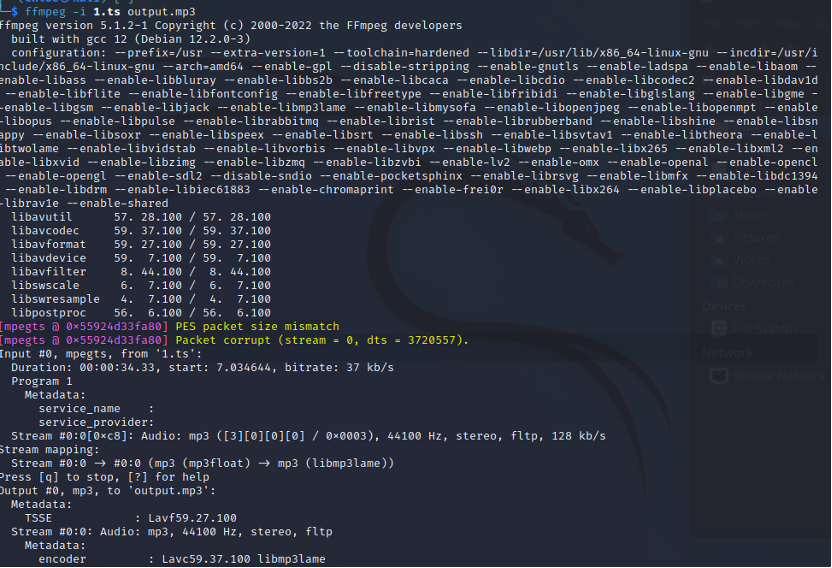 $ ffmpeg -i 1.ts output.mp3
ffmpeg version 5.1.2-1 Copyright (c) 2000-2022 the FFmpeg developers
built with gcc 12 (Debian 12.2.0-3)
configuration: --prefix=/usr --extra-version=1 --toolchain=hardened --libdir=/usr/lib/x86_64-linux-gnu --incdir=/usr/i
nclude/x86_64-linux-gnu --arch=amd64 --enable-gpl --disable-stripping --enable-gnutls --enable-ladspa --enable-libaom --
enable-libass --enable-libbluray --enable-libbs2b --enable-libcaca --enable-libcdio --enable-libcodec2 --enable-libdav1d
--enable-libflite --enable-libfontconfig --enable-libfreetype --enable-libfribidi --enable-libglslang --enable-libgme -
-enable-libgsm --enable-libjack --enable-libmp3lame --enable-libmysofa --enable-libopenjpeg --enable-libopenmpt --enable
-libopus --enable-libpulse --enable-librabbitmq --enable-librist --enable-librubberband --enable-libshine --enable-libsn
appy --enable-libsoxr --enable-libspeex --enable-libsrt --enable-libssh --enable-libsvtav1 --enable-libtheora --enable-l
ibtwolame --enable-libvidstab --enable-libvorbis --enable-libvpx --enable-libwebp --enable-libx265 --enable-libxml2 --en
able-libxvid --enable-libzimg --enable-libzmq --enable-libzvbi --enable-lv2 --enable-omx --enable-openal --enable-opencl
--enable-opengl --enable-sdl2 --disable-sndio --enable-pocketsphinx --enable-librsvg --enable-libmfx --enable-libdc1394
--enable-libdrm --enable-libiec61883 --enable-chromaprint --enable-frei0r --enable-libx264 --enable-libplacebo --enable
-librav1e --enable-shared
libavutil 57. 28.100 / 57. 28.100
libavcodec 59. 37.100 / 59. 37.100
libavformat 59. 27.100 / 59. 27.100
libavdevice 59. 7.100 / 59. 7.100
libavfilter 8. 44.100 / 8. 44.100
libswscale 6. 7.100 / 6. 7.100
libswresample 4. 7.100 / 4. 7.100
libpostproc 56. 6.100 / 56. 6.100
[mpegts @ 0x55924d33fa80] PES packet size mismatch
[mpegts @ 0x55924d33fa80] Packet corrupt (stream = 0, dts = 3720557).
Input #0, mpegts, from '1.ts':
Duration: 00:00:34.33, start: 7.034644, bitrate: 37 kb/s
Program 1
Metadata:
service_name :
service_provider:
Stream #0:0[0xc8]: Audio: mp3 ([3][0][0][0] / 0x0003), 44100 Hz, stereo, fltp, 128 kb/s
Stream mapping:
Stream #0:0 -> #0:0 (mp3 (mp3float) -> mp3 (libmp3lame))
Press [q] to stop, [?] for help
Output #0, mp3, to 'output.mp3':
Metadata:
TSSE : Lavf59.27.100
Stream #0:0: Audio: mp3, 44100 Hz, stereo, fltp
Metadata:
encoder : Lavc59.37.100 libmp3lame
Music
Pictures
Videos
Downloads
Devices
File System
Network
Browse Network